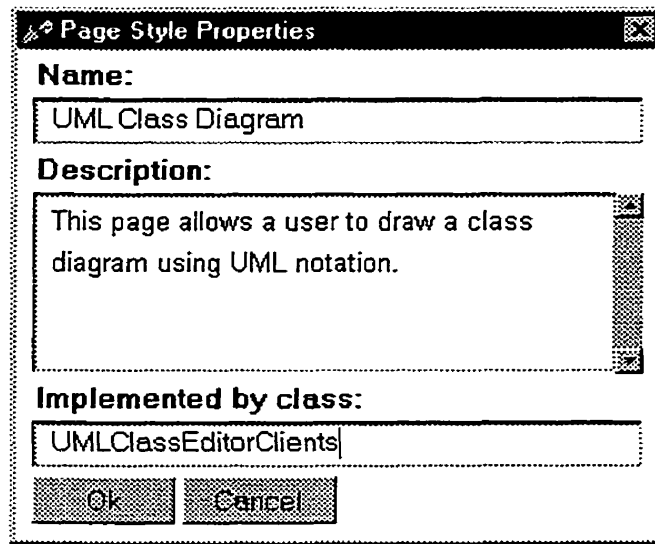 Page Style Properties
Name:
UML Class Diagram
Description:
This page allows a user to draw a class
diagram using UML notation.
Implemented by class:
UMLClassEditorClients
Ok Cancel